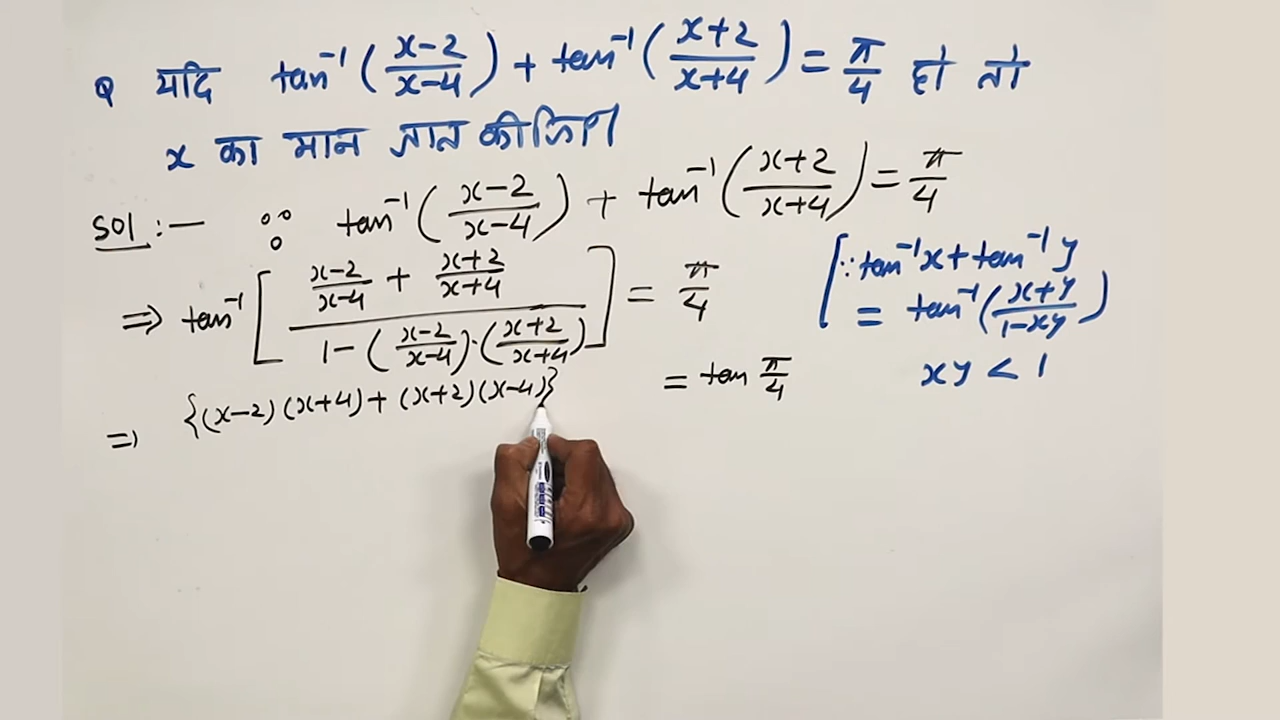 Q यदि tan⁻¹((x-2)/(x-4)) + tan⁻¹((x+2)/(x+4)) = π/4 हो तो
x का मान ज्ञात कीजिए
Sol :- ∵ tan⁻¹((x-2)/(x-4)) + tan⁻¹((x+2)/(x+4)) = π/4
⇒ tan⁻¹[((x-2)/(x-4) + (x+2)/(x+4))/(1-((x-2)/(x-4))·((x+2)/(x+4)))] = π/4
[∵ tan⁻¹x + tan⁻¹y
= tan⁻¹((x+y)/(1-xy))
xy < 1
⇒ {(x-2)(x+4) + (x+2)(x-4)} = tan π/4